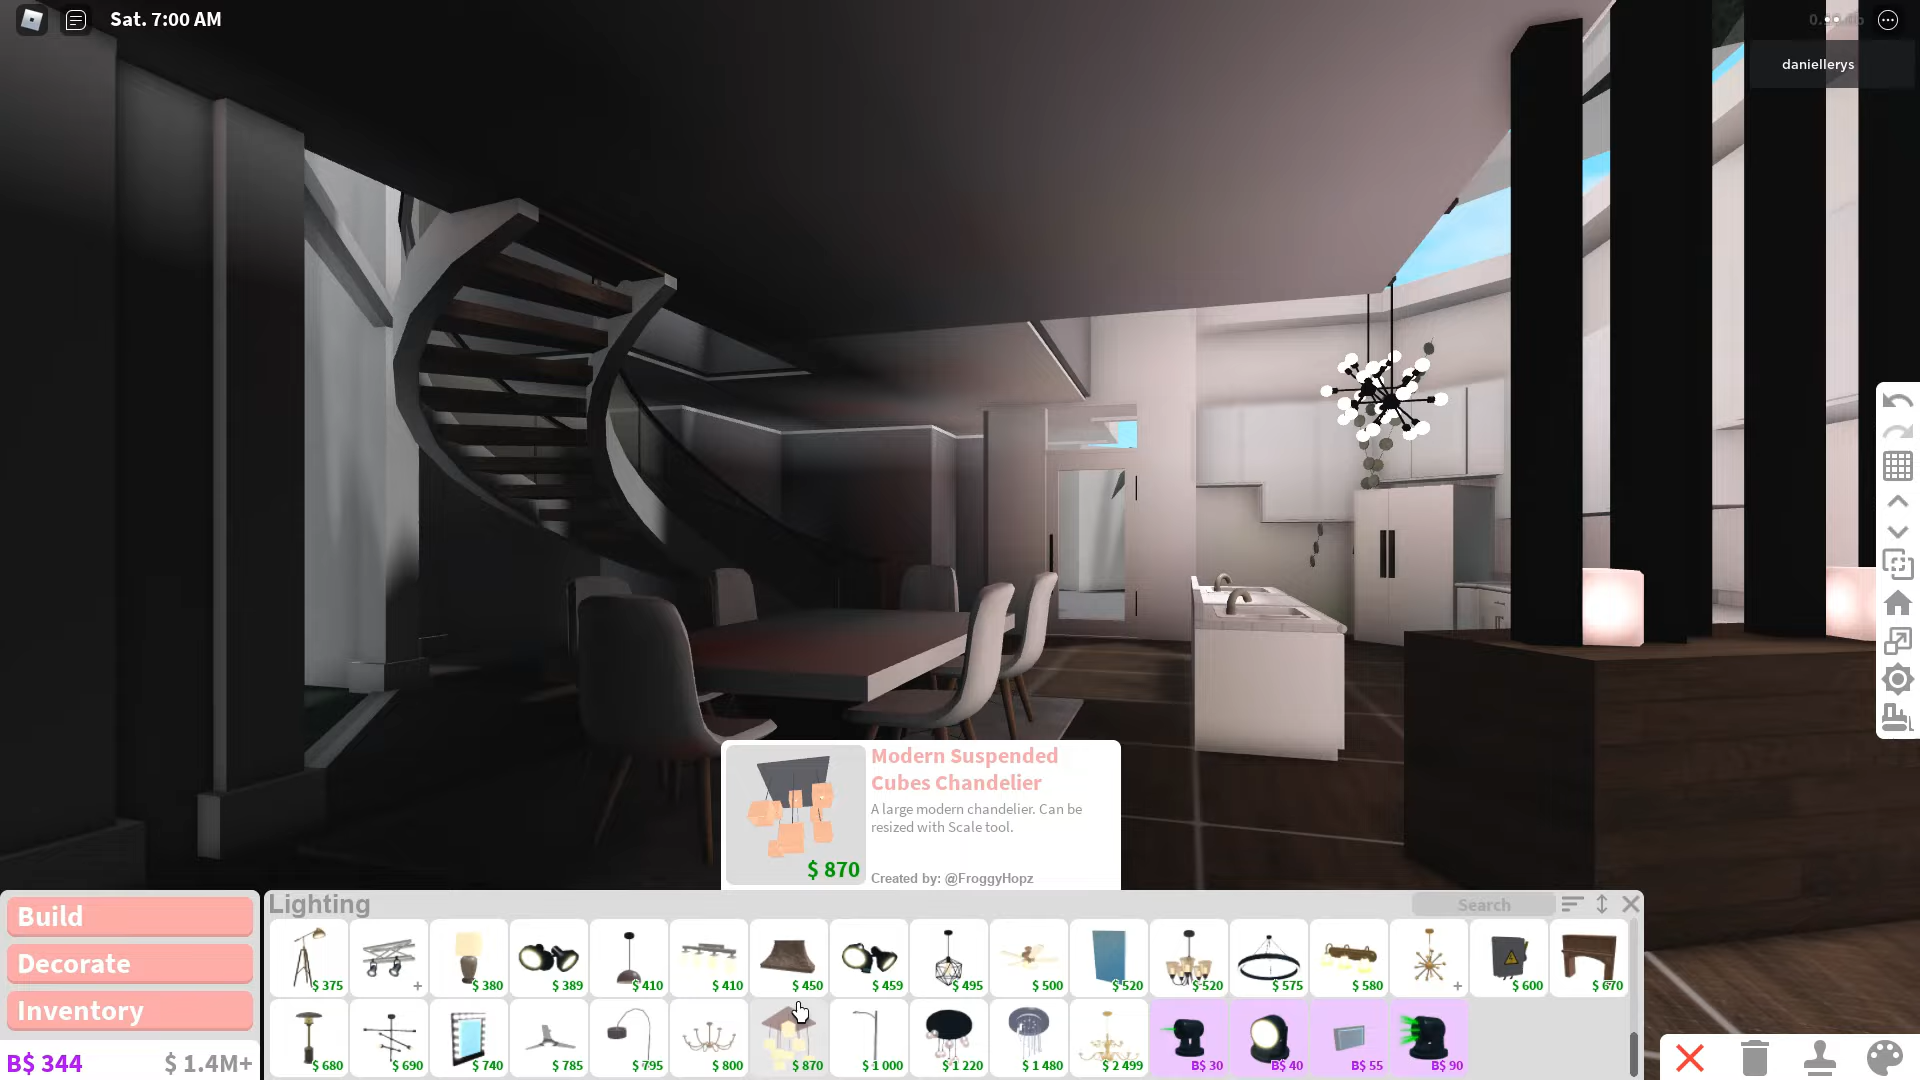 Sat. 7:00 AM
daniellerys
Modern Suspended
Cubes Chandelier
A large modern chandelier. Can be
resized with Scale tool.
$ 870
Created by: @FroggyHopz
Build
Decorate
Inventory
B$ 344 $ 1.4M+
Lighting
Search
$ 375 + $ 380 $ 389 $ 410 $ 410 $ 450 $ 459 $ 495 $ 500 $ 520 $ 520 $ 575 $ 580 + $ 600 $ 670
$ 680 $ 690 $ 740 $ 785 $ 795 $ 800 $ 870 $ 1 000 $ 1 220 $ 1 480 $ 2 499 B$ 30 B$ 40 B$ 55 B$ 90